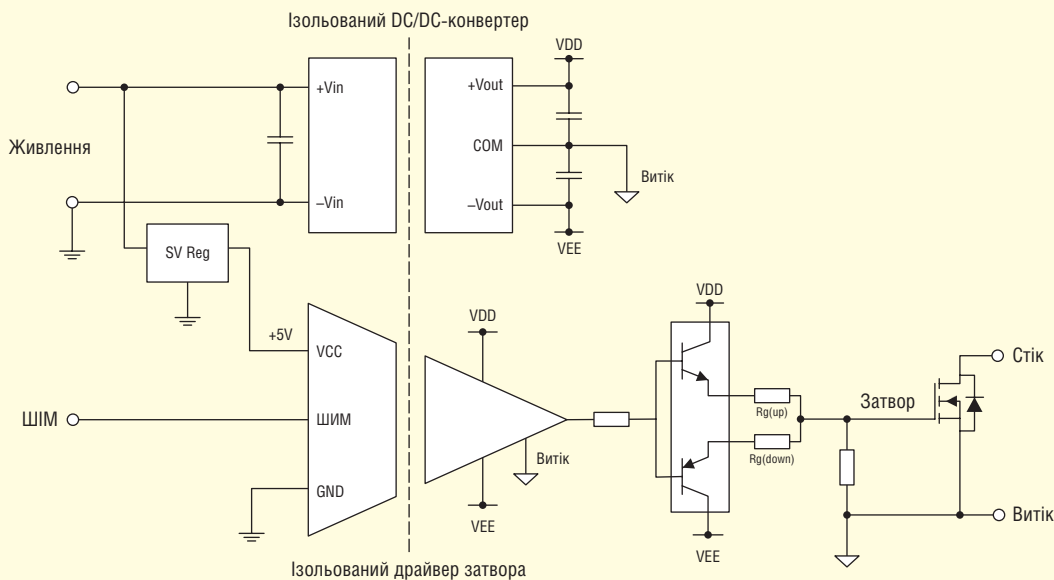 Ізольований DC/DC-конвертер
VDD
+Vin
+Vout
Живлення
COM
Витік
–Vin
–Vout
VEE
SV Reg
VDD
VDD
+5V
VCC
Стік
ШІМ
ШИМ
Rg(up)
Затвор
Витік
Rg(down)
GND
VEE
Витік
VEE
Ізольований драйвер затвора